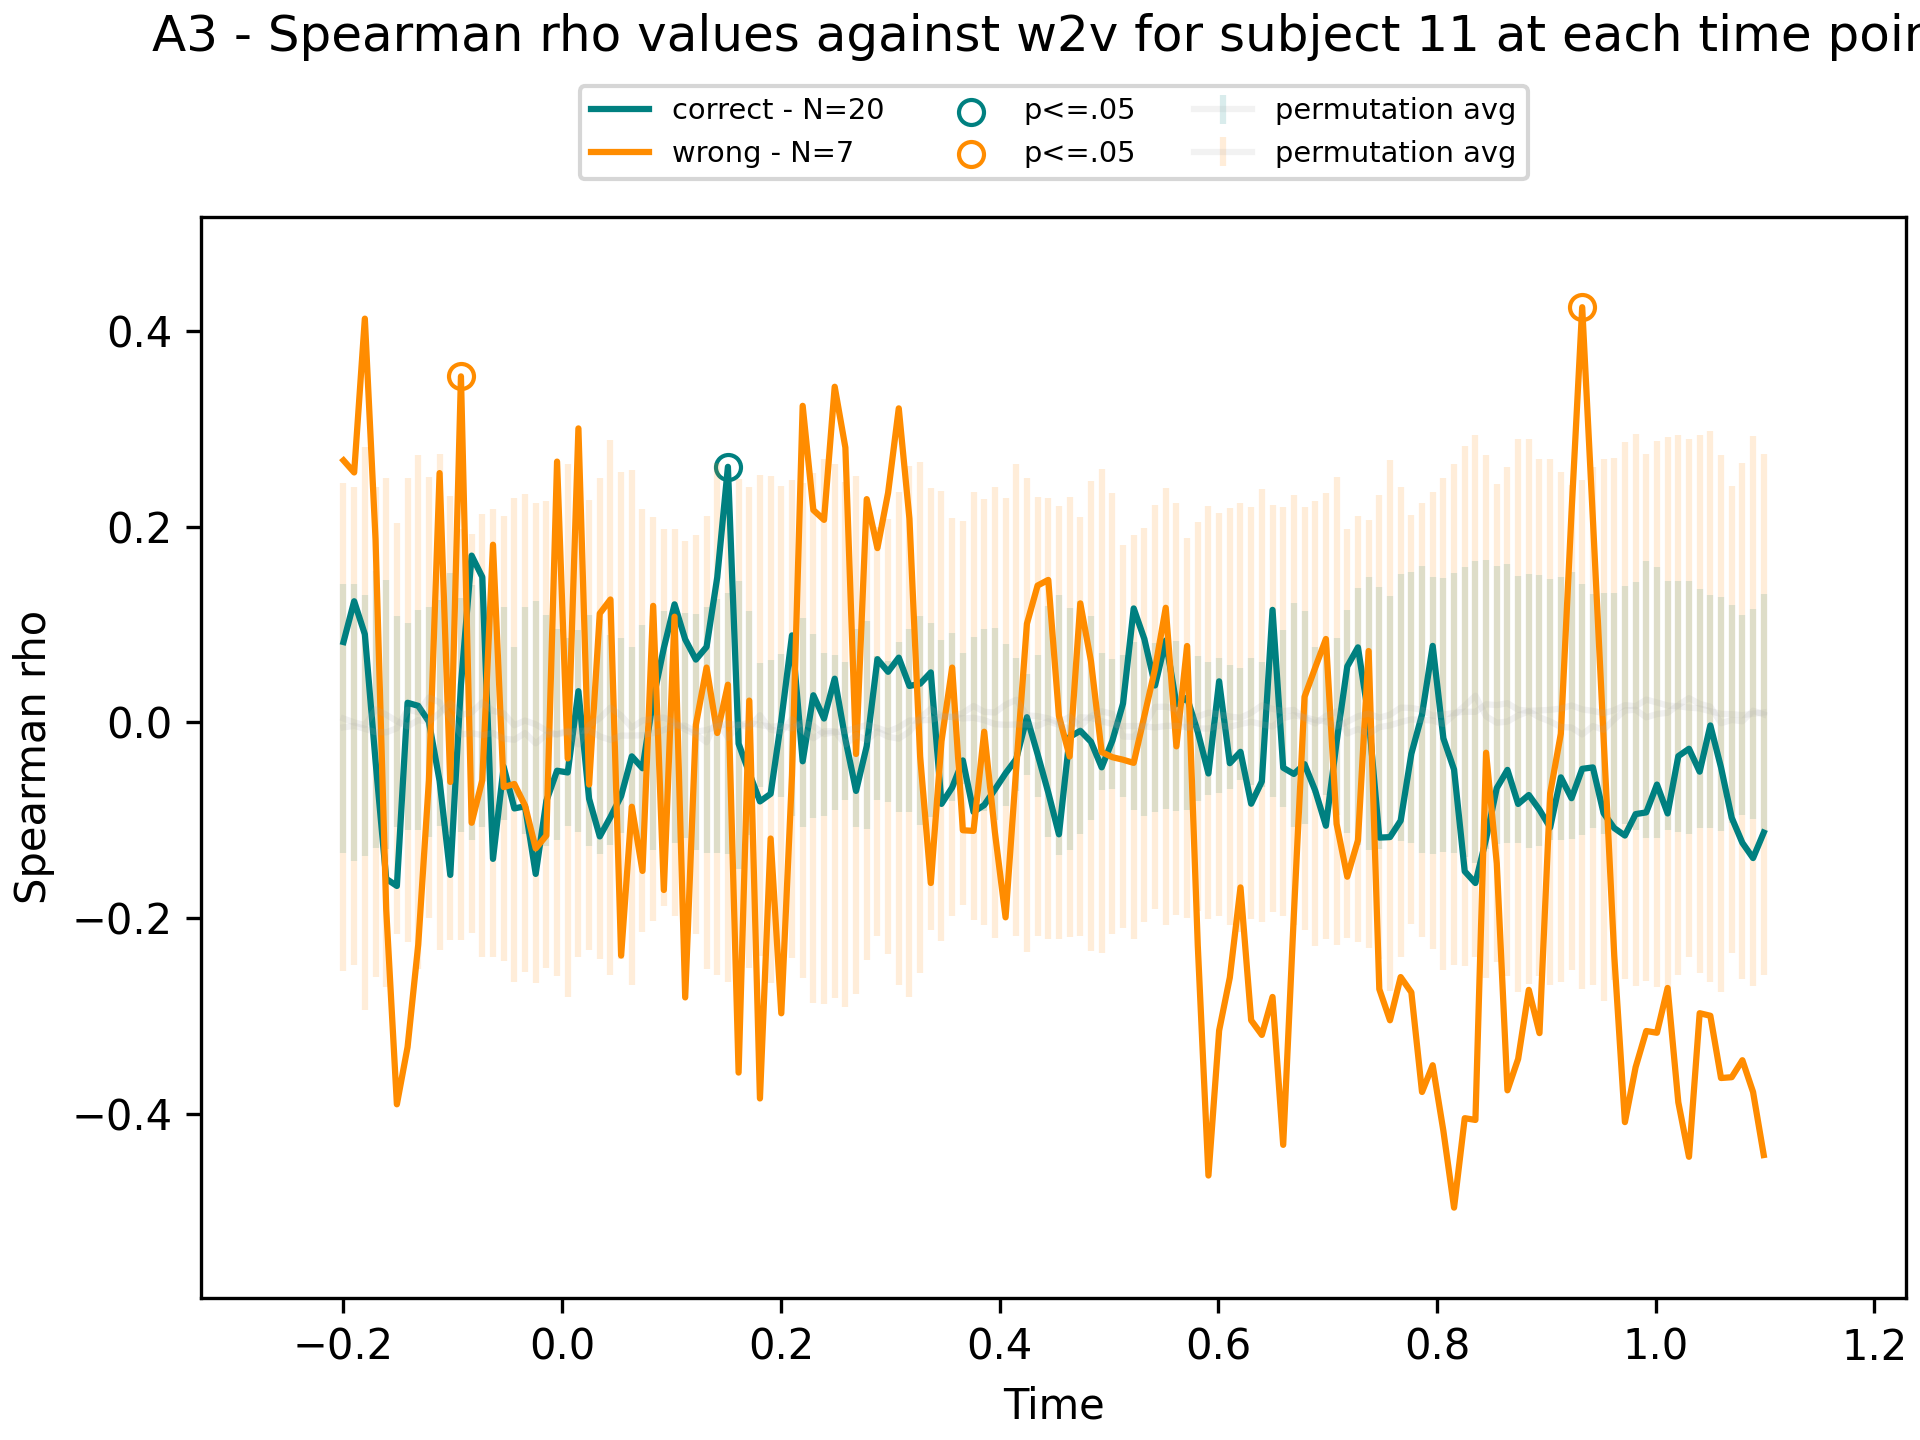 A3 - Spearman rho values against w2v for subject 11 at each time poin
correct - N=20
wrong - N=7
p<=.05
p<=.05
permutation avg
permutation avg
Spearman rho
0.4
0.2
0.0
−0.2
−0.4
−0.2
0.0
0.2
0.4
0.6
0.8
1.0
1.2
Time